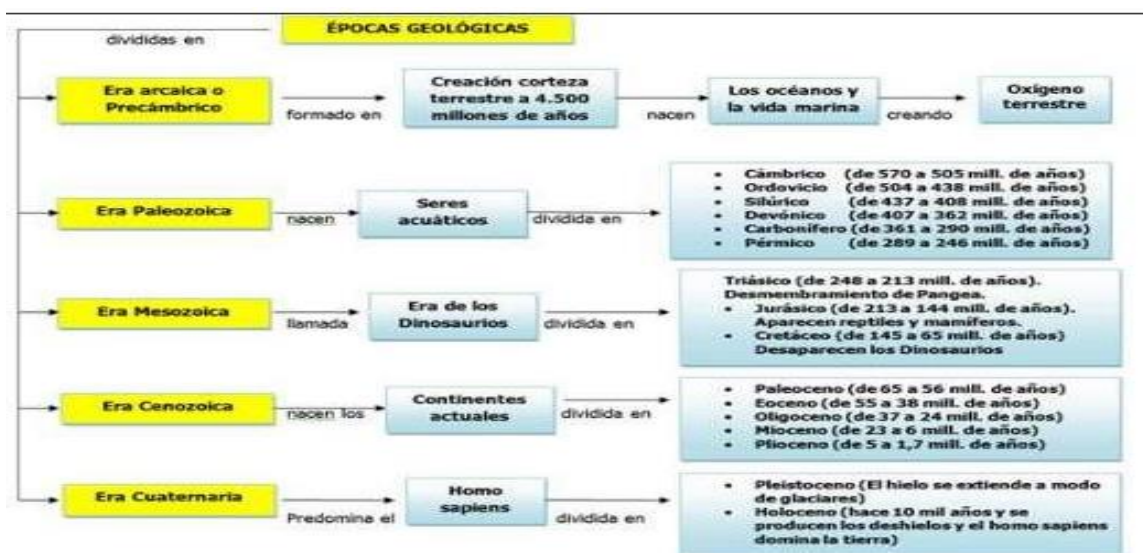 ÉPOCAS GEOLÓGICAS
divididas en
Era arcaica o
Precámbrico
formado en
Creación corteza
terrestre a 4.500
millones de años
nacen
Los océanos y
la vida marina
creando
Oxígeno
terrestre
Era Paleozoica
nacen
Seres
acuáticos
dividida en
• Cámbrico (de 570 a 505 mill. de años)
• Ordovicio (de 504 a 438 mill. de años)
• Silúrico (de 437 a 408 mill. de años)
• Devónico (de 407 a 362 mill. de años)
• Carbonífero (de 361 a 290 mill. de años)
• Pérmico (de 289 a 246 mill. de años)
Era Mesozoica
llamada
Era de los
Dinosaurios
dividida en
Triásico (de 248 a 213 mill. de años).
Desmembramiento de Pangea.
• Jurásico (de 213 a 144 mill. de años).
Aparecen reptiles y mamíferos.
• Cretáceo (de 145 a 65 mill. de años)
Desaparecen los Dinosaurios
Era Cenozoica
nacen los
Continentes
actuales
dividida en
• Paleoceno (de 65 a 56 mill. de años)
• Eoceno (de 55 a 38 mill. de años)
• Oligoceno (de 37 a 24 mill. de años)
• Mioceno (de 23 a 6 mill. de años)
• Plioceno (de 5 a 1,7 mill. de años)
Era Cuaternaria
Predomina el
Homo
sapiens
dividida en
• Pleistoceno (El hielo se extiende a modo
de glaciares)
• Holoceno (hace 10 mil años y se
producen los deshielos y el homo sapiens
domina la tierra)